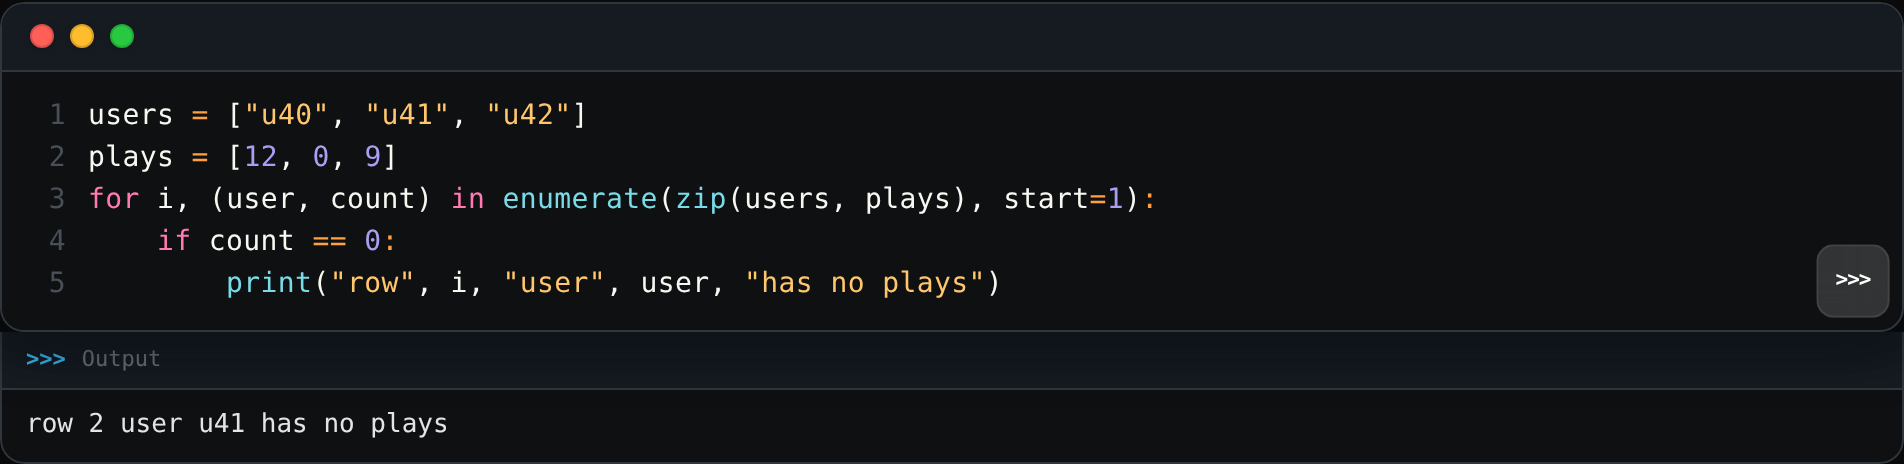 1 users = ["u40", "u41", "u42"]
2 plays = [12, 0, 9]
3 for i, (user, count) in enumerate(zip(users, plays), start=1):
4     if count == 0:
5         print("row", i, "user", user, "has no plays")
>>>
>>> Output
row 2 user u41 has no plays